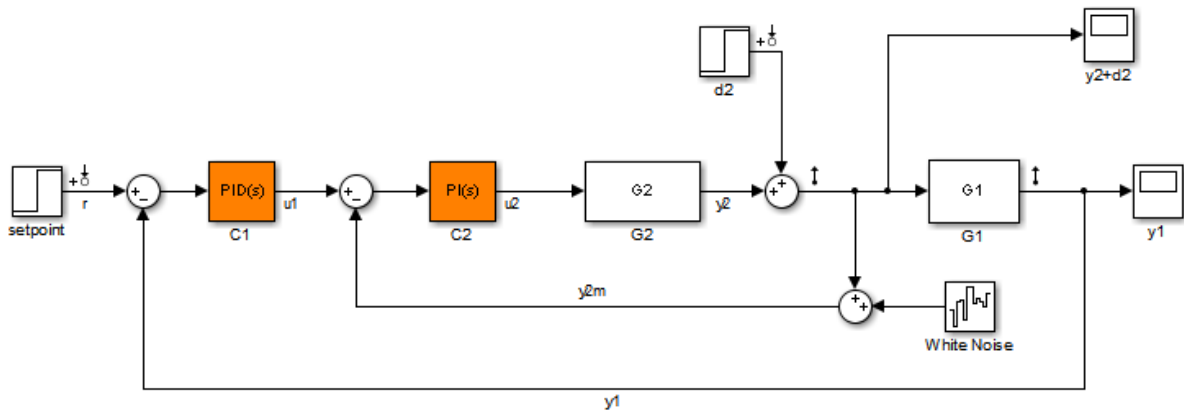 d2
y2+d2
setpoint
r
PID(s)
C1
u1
PI(s)
C2
u2
G2
G2
y2
G1
G1
y1
y2m
White Noise
y1